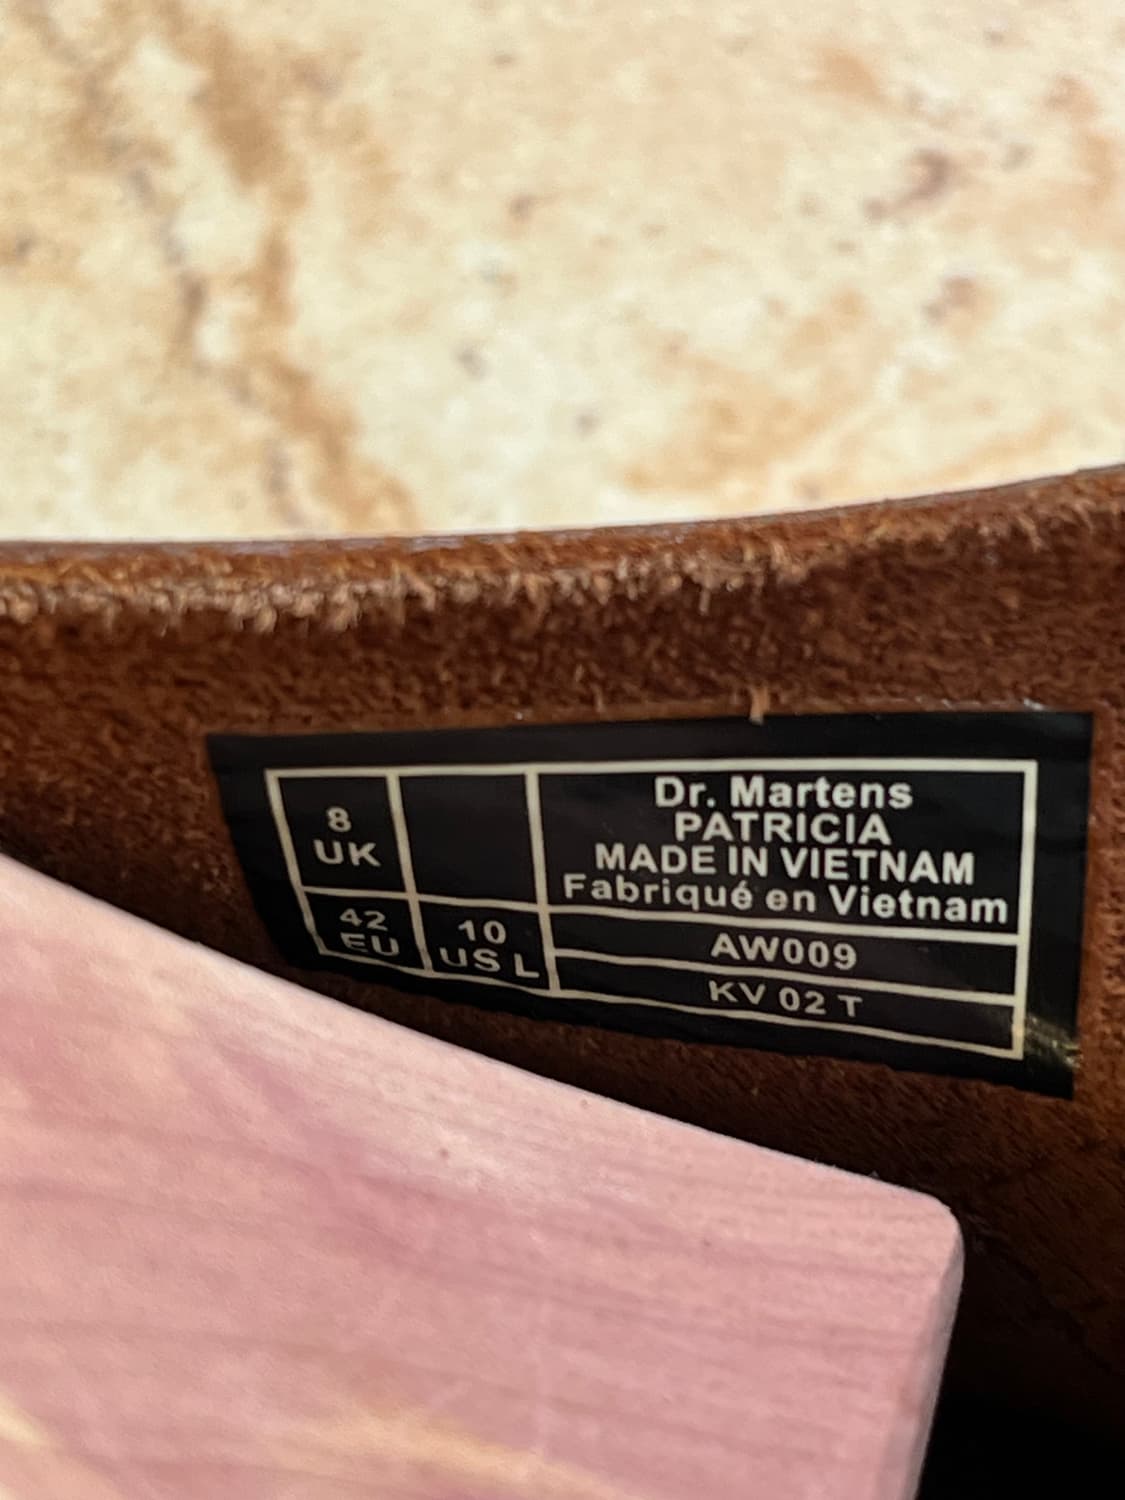 8
UK
42
EU
10
US L
Dr. Martens
PATRICIA
MADE IN VIETNAM
Fabriqué en Vietnam
AW009
KV 02 T